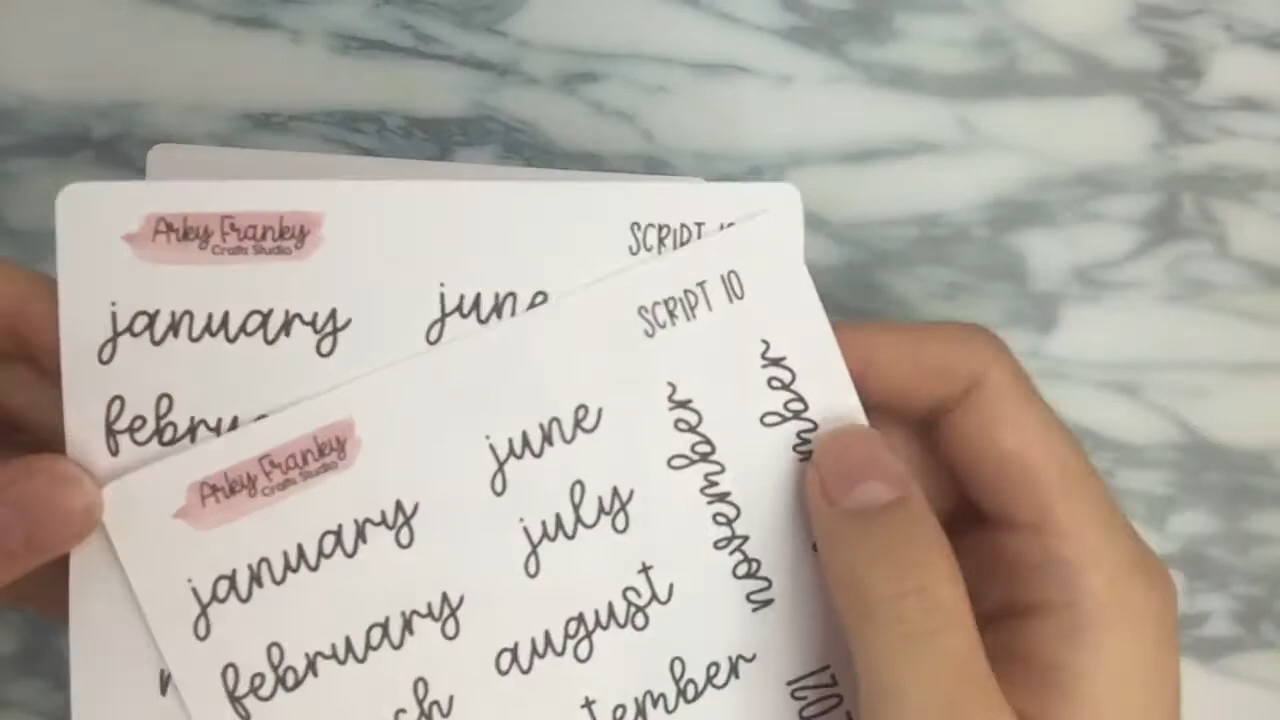 Arky Franky
Crafts Studio
SCRIPT
january
june
SCRIPT 10
Arky Franky
Crafts Studio
january
june
february
july
august
november
2021